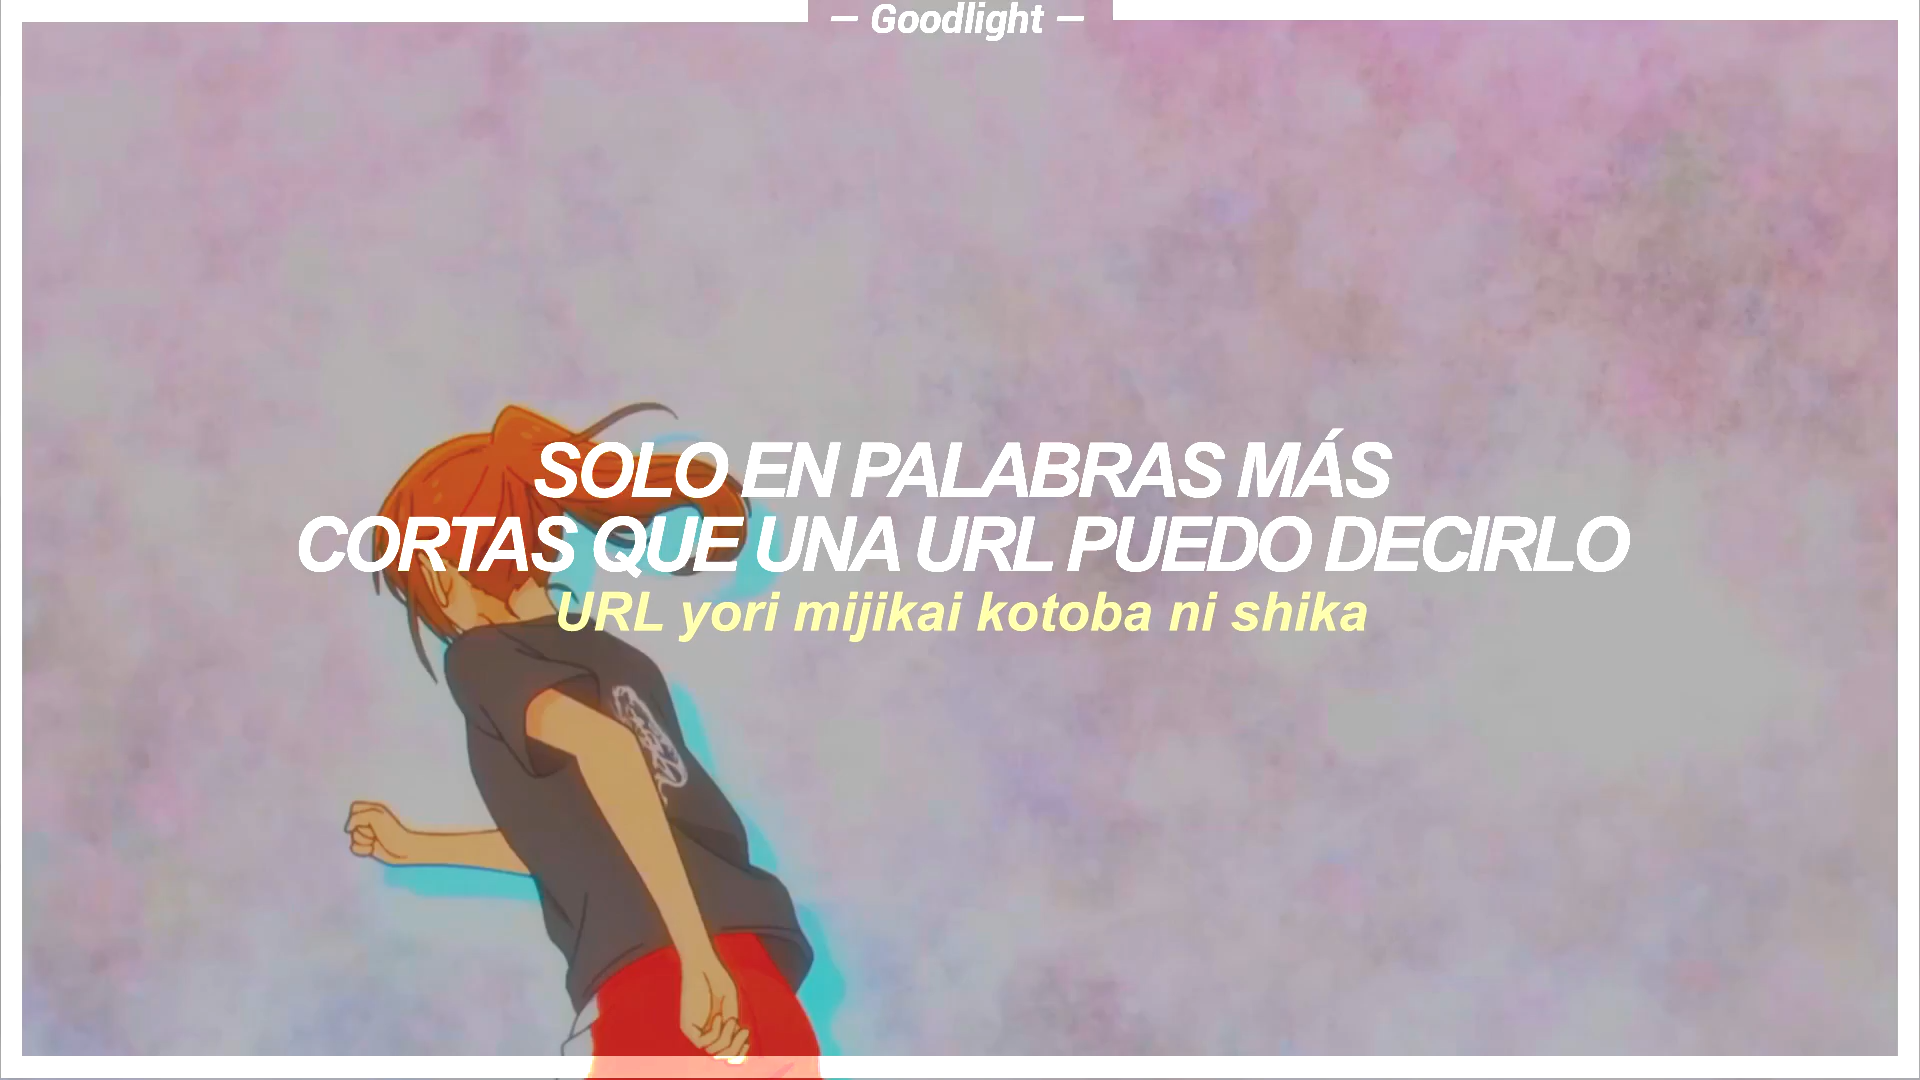 — Goodlight —
SOLO EN PALABRAS MÁS
CORTAS QUE UNA URL PUEDO DECIRLO
URL yori mijikai kotoba ni shika